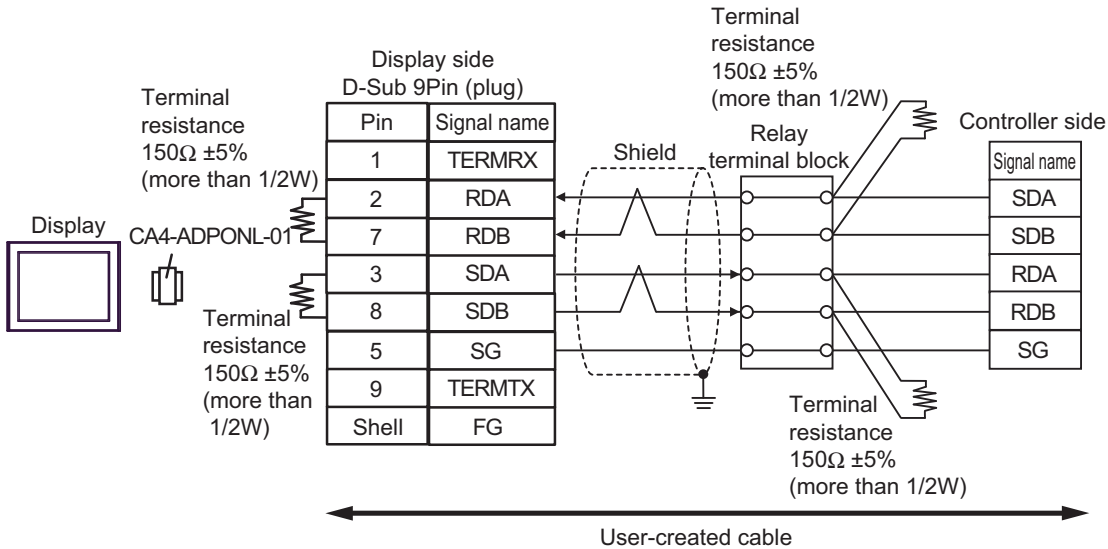 Terminal
resistance
150Ω ±5%
(more than 1/2W)
Display side
D-Sub 9Pin (plug)
Terminal
resistance
150Ω ±5%
(more than 1/2W)
Relay
terminal block
Controller side
Shield
Pin Signal name
1 TERMRX
2 RDA
7 RDB
3 SDA
8 SDB
5 SG
9 TERMTX
Shell FG
Signal name
SDA
SDB
RDA
RDB
SG
Display
CA4-ADPONL-01
Terminal
resistance
150Ω ±5%
(more than
1/2W)
Terminal
resistance
150Ω ±5%
(more than 1/2W)
User-created cable